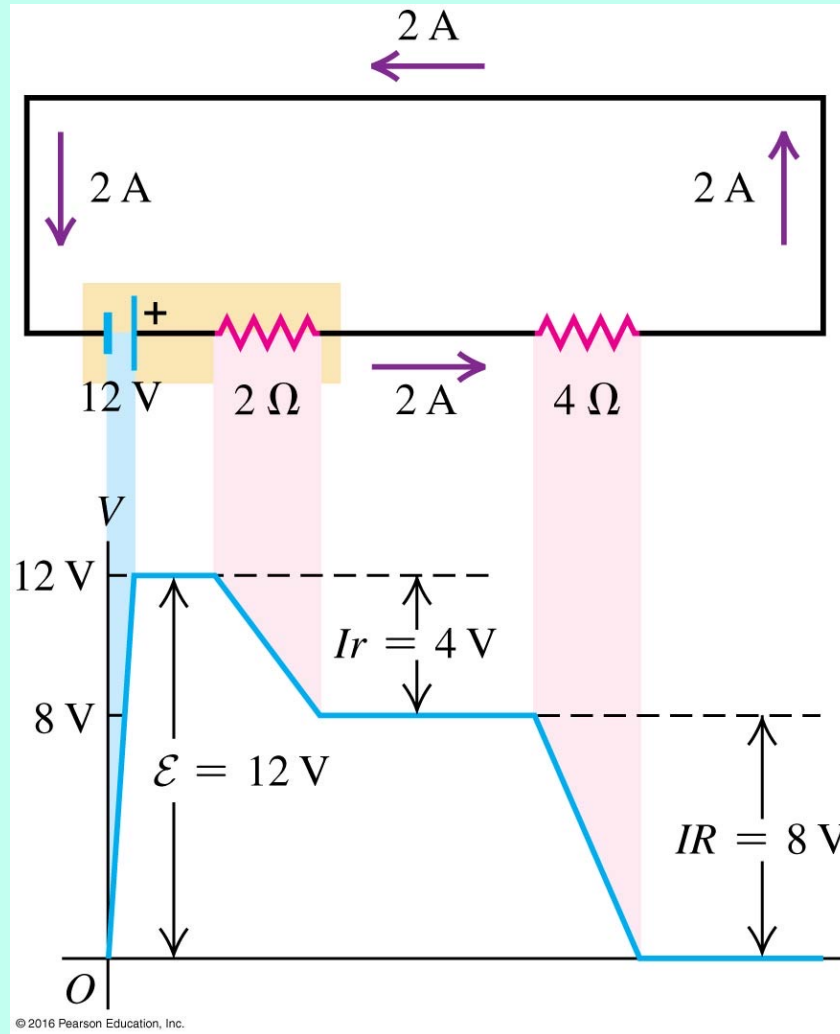 2 A
2 A
2 A
+
12 V
2 Ω
2 A
4 Ω
V
12 V
Ir = 4 V
8 V
ℰ = 12 V
IR = 8 V
O
© 2016 Pearson Education, Inc.